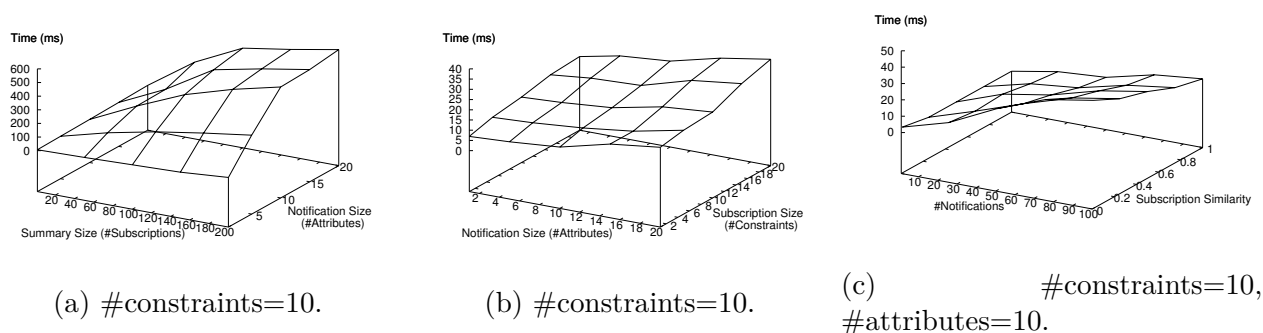 Time (ms)
600
500
400
300
200
100
0
20 40 60 80 100 120 140 160 180 200
Summary Size (#Subscriptions)
5 10 15 20
Notification Size
(#Attributes)
(a) #constraints=10.
Time (ms)
40
35
30
25
20
15
10
5
0
2 4 6 8 10 12 14 16 18 20
Notification Size (#Attributes)
2 4 6 8 10 12 14 16 18 20
Subscription Size
(#Constraints)
(b) #constraints=10.
Time (ms)
50
40
30
20
10
0
10 20 30 40 50 60 70 80 90 100
#Notifications
0 0.2 0.4 0.6 0.8 1
Subscription Similarity
(c) #constraints=10,
#attributes=10.